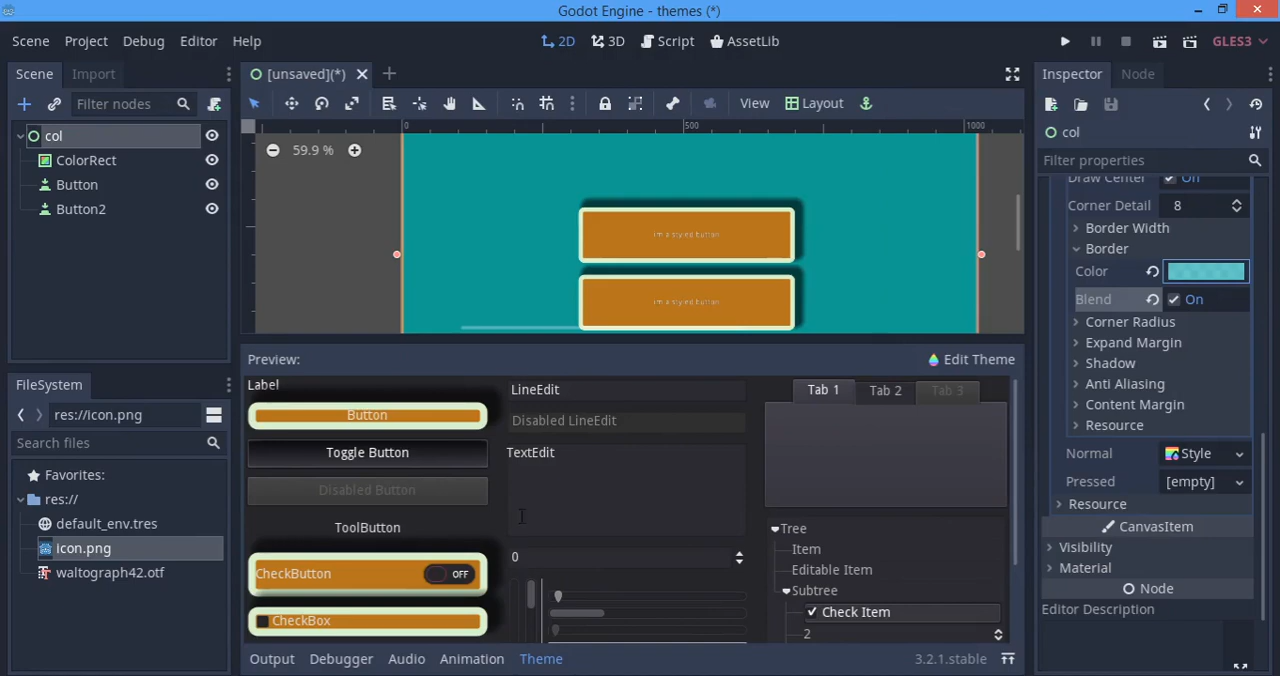 Godot Engine - themes (*)
Scene Project Debug Editor Help
2D 3D Script AssetLib
GLES3
Scene Import
[unsaved](*)
Inspector Node
Filter nodes
View Layout
col
ColorRect
Button
Button2
0 500 1000
59.9 %
i'm a styled button
i'm a styled button
col
Filter properties
Draw Center On
Corner Detail 8
Border Width
Border
Color
Blend On
Corner Radius
Expand Margin
Shadow
Anti Aliasing
Content Margin
Resource
Normal Style
Pressed [empty]
Resource
CanvasItem
Visibility
Material
Node
Editor Description
FileSystem
res://icon.png
Search files
Favorites:
res://
default_env.tres
icon.png
waltograph42.otf
Preview: Edit Theme
Label
Button
Toggle Button
Disabled Button
ToolButton
CheckButton OFF
CheckBox
LineEdit
Disabled LineEdit
TextEdit
0
Tab 1 Tab 2 Tab 3
Tree
Item
Editable Item
Subtree
Check Item
2
Output Debugger Audio Animation Theme 3.2.1.stable